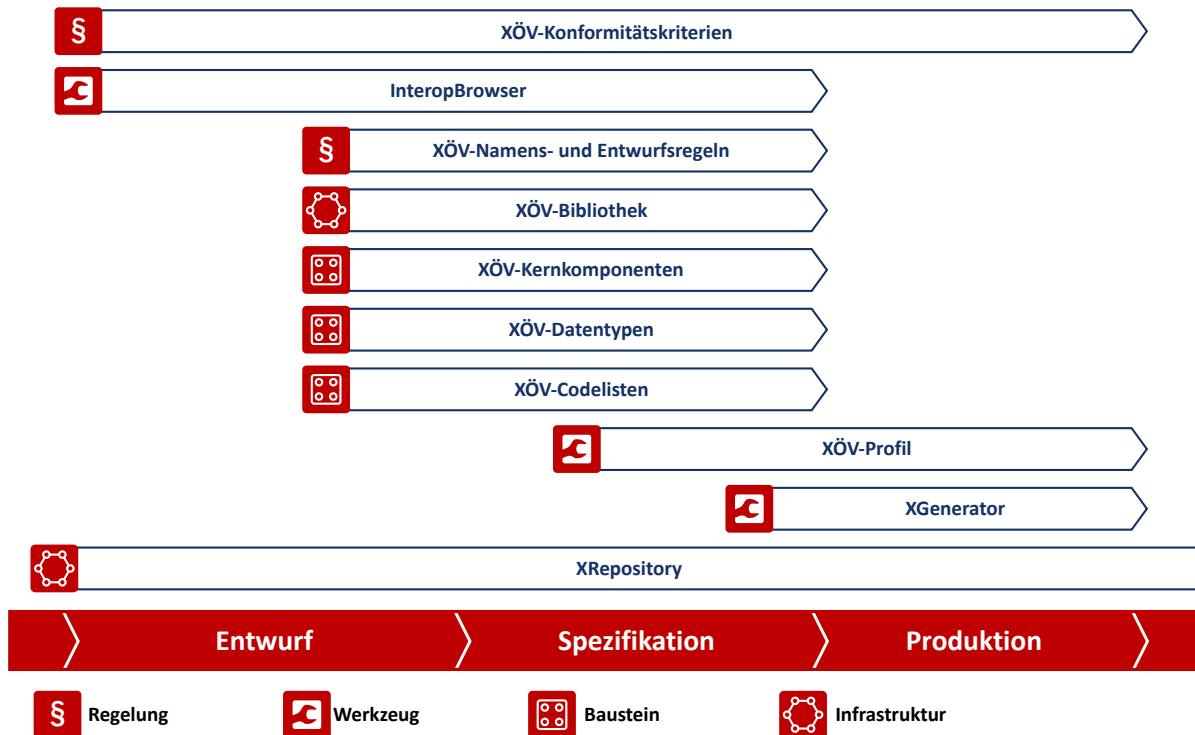 § XÖV-Konformitätskriterien
InteropBrowser
§ XÖV-Namens- und Entwurfsregeln
XÖV-Bibliothek
XÖV-Kernkomponenten
XÖV-Datentypen
XÖV-Codelisten
XÖV-Profil
XGenerator
XRepository
Entwurf Spezifikation Produktion
§ Regelung Werkzeug Baustein Infrastruktur